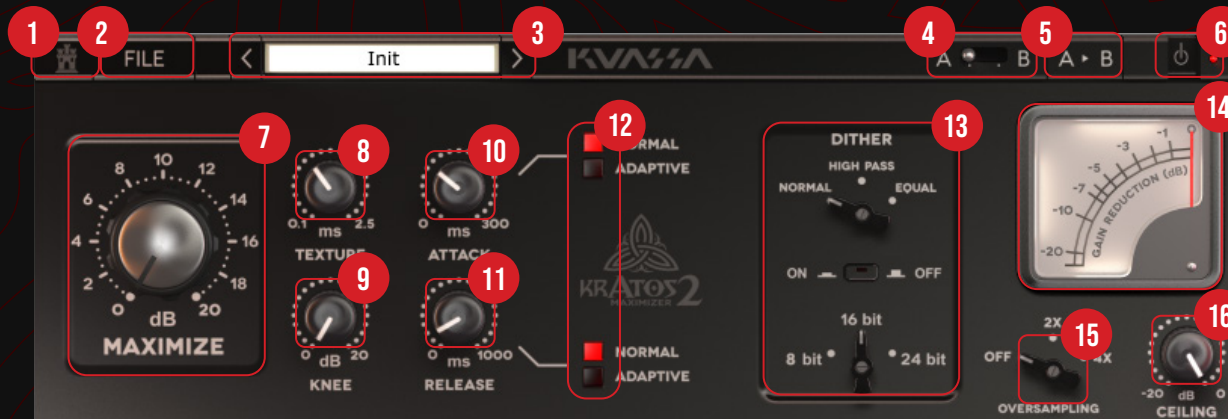 1 2 3 4 5 6
FILE < Init > KVASSA A B A ▸ B
7 8 10 12 13 14
MAXIMIZE
0 2 4 6 8 10 12 14 16 18 20
dB
0.1 ms 2.5
TEXTURE
0 ms 300
ATTACK
9 11
0 dB 20
KNEE
0 ms 1000
RELEASE
NORMAL
ADAPTIVE
KRATOS 2
MAXIMIZER
NORMAL
ADAPTIVE
DITHER
HIGH PASS
NORMAL EQUAL
ON OFF
16 bit
8 bit 24 bit
-20 -10 -7 -5 -3 -1 0
GAIN REDUCTION (dB)
15 16
2X
OFF 4X
OVERSAMPLING
-20 dB 0
CEILING